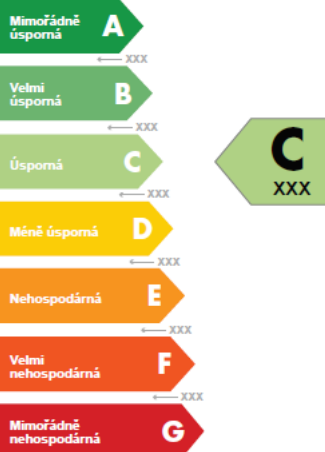 Mimořádně
úsporná
A
XXX
Velmi
úsporná
B
XXX
Úsporná
C
XXX
Méně úsporná
D
XXX
Nehospodárná
E
XXX
Velmi
nehospodárná
F
XXX
Mimořádně
nehospodárná
G
C
XXX